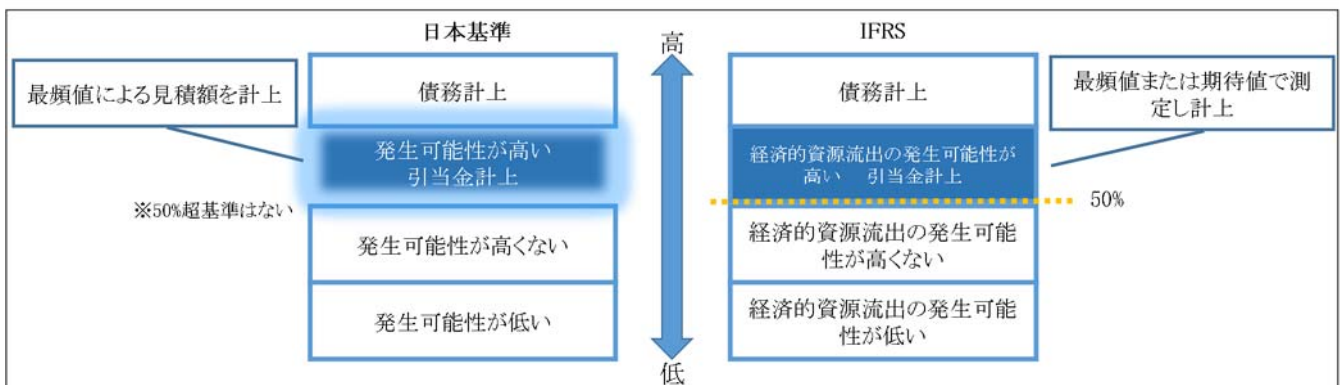 日本基準
高
IFRS
最頻値による見積額を計上
債務計上
債務計上
最頻値または期待値で測
定し計上
発生可能性が高い
引当金計上
経済的資源流出の発生可能性が
高い　引当金計上
※50%超基準はない
50%
発生可能性が高くない
経済的資源流出の発生可能
性が高くない
発生可能性が低い
経済的資源流出の発生可能
性が低い
低